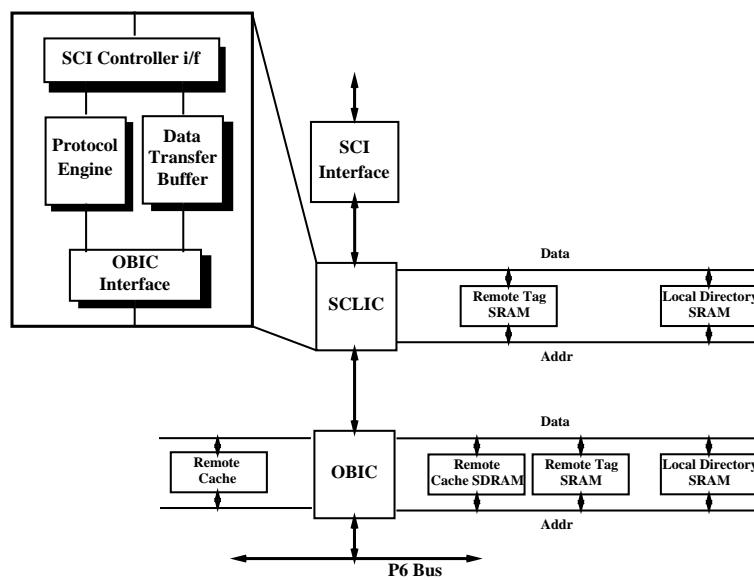 SCI Controller i/f
Protocol
Engine
Data
Transfer
Buffer
OBIC
Interface
SCI
Interface
SCLIC
Data
Remote Tag
SRAM
Local Directory
SRAM
Addr
OBIC
Data
Remote
Cache
Remote
Cache SDRAM
Remote Tag
SRAM
Local Directory
SRAM
Addr
P6 Bus